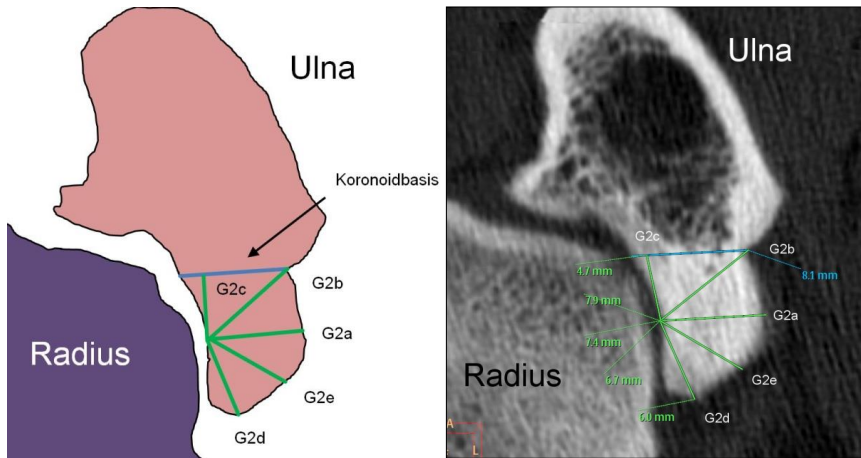 Ulna
Koronoidbasis
G2c
G2b
G2a
Radius
G2e
G2d
Ulna
G2c
G2b
4.7 mm
8.1 mm
7.9 mm
G2a
7.4 mm
Radius
6.7 mm
G2e
6.0 mm
G2d
A
L